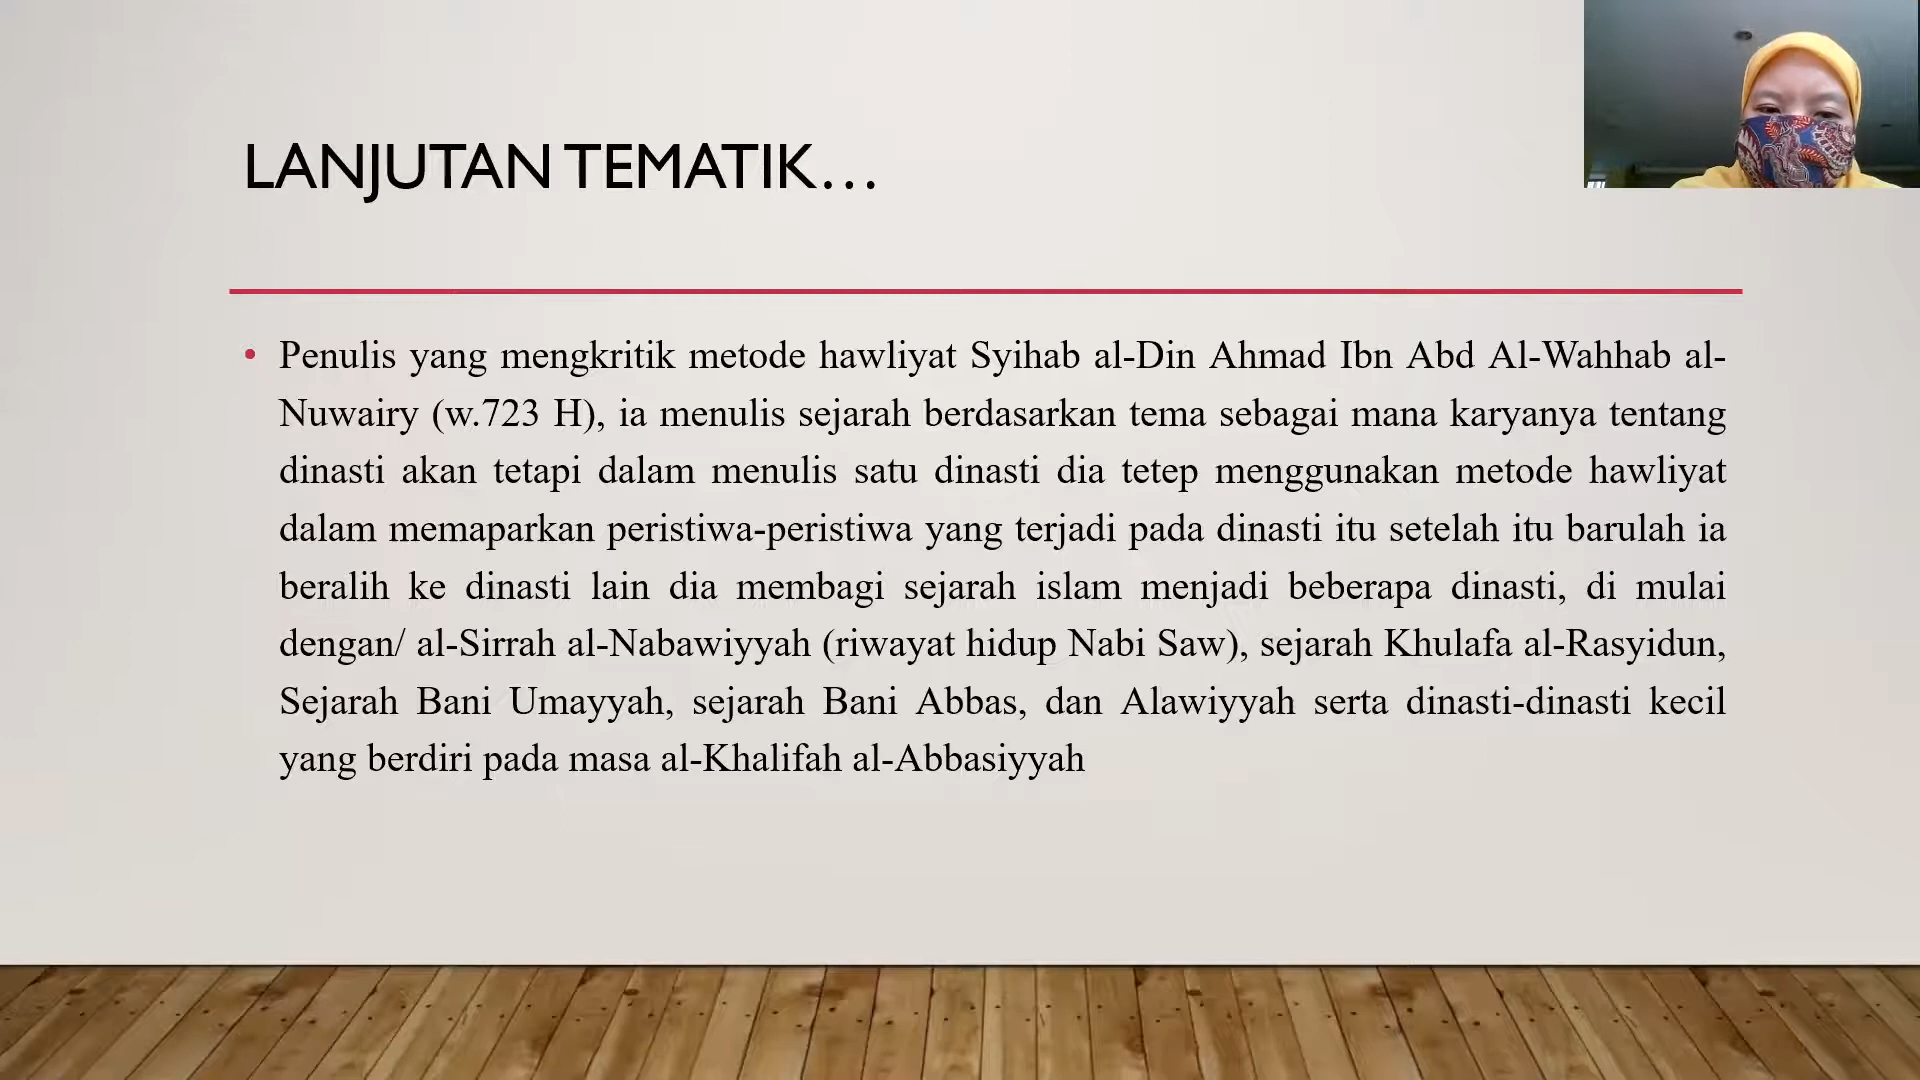 LANJUTAN TEMATIK…
• Penulis yang mengkritik metode hawliyat Syihab al-Din Ahmad Ibn Abd Al-Wahhab al-
Nuwairy (w.723 H), ia menulis sejarah berdasarkan tema sebagai mana karyanya tentang
dinasti akan tetapi dalam menulis satu dinasti dia tetep menggunakan metode hawliyat
dalam memaparkan peristiwa-peristiwa yang terjadi pada dinasti itu setelah itu barulah ia
beralih ke dinasti lain dia membagi sejarah islam menjadi beberapa dinasti, di mulai
dengan/ al-Sirrah al-Nabawiyyah (riwayat hidup Nabi Saw), sejarah Khulafa al-Rasyidun,
Sejarah Bani Umayyah, sejarah Bani Abbas, dan Alawiyyah serta dinasti-dinasti kecil
yang berdiri pada masa al-Khalifah al-Abbasiyyah